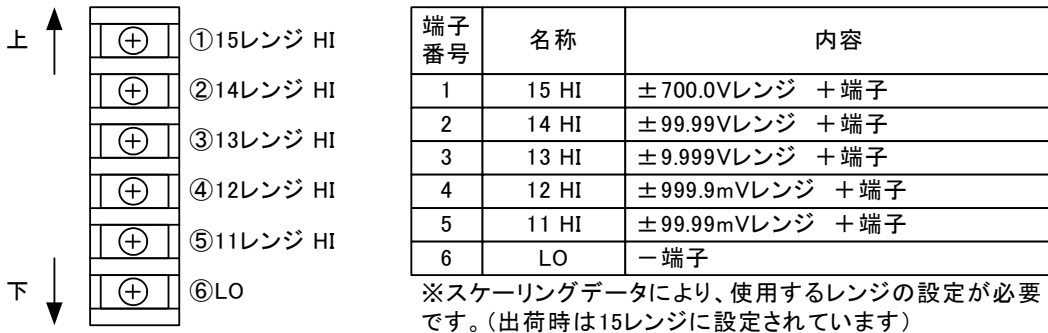 上
①15レンジ HI
②14レンジ HI
③13レンジ HI
④12レンジ HI
⑤11レンジ HI
⑥LO
下
端子番号 名称 内容
1 15 HI ±700.0Vレンジ +端子
2 14 HI ±99.99Vレンジ +端子
3 13 HI ±9.999Vレンジ +端子
4 12 HI ±999.9mVレンジ +端子
5 11 HI ±99.99mVレンジ +端子
6 LO -端子
※スケーリングデータにより、使用するレンジの設定が必要
です。(出荷時は15レンジに設定されています)